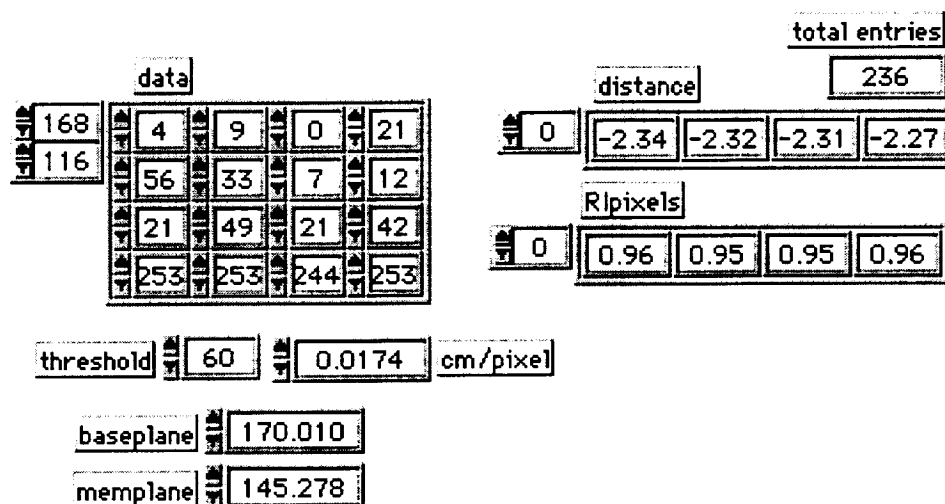 total entries
236
data
distance
168 4 9 0 21
0 -2.34 -2.32 -2.31 -2.27
116 56 33 7 12
RIpixels
21 49 21 42
0 0.96 0.95 0.95 0.96
253 253 244 253
threshold 60 0.0174 cm/pixel
baseplane 170.010
memplane 145.278